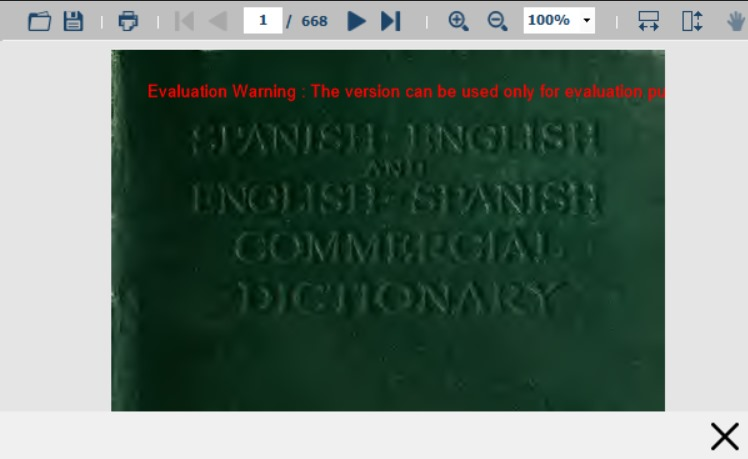 1 / 668 100%
Evaluation Warning : The version can be used only for evaluation pu
SPANISH-ENGLISH
AND
ENGLISH-SPANISH
COMMERCIAL
DICTIONARY